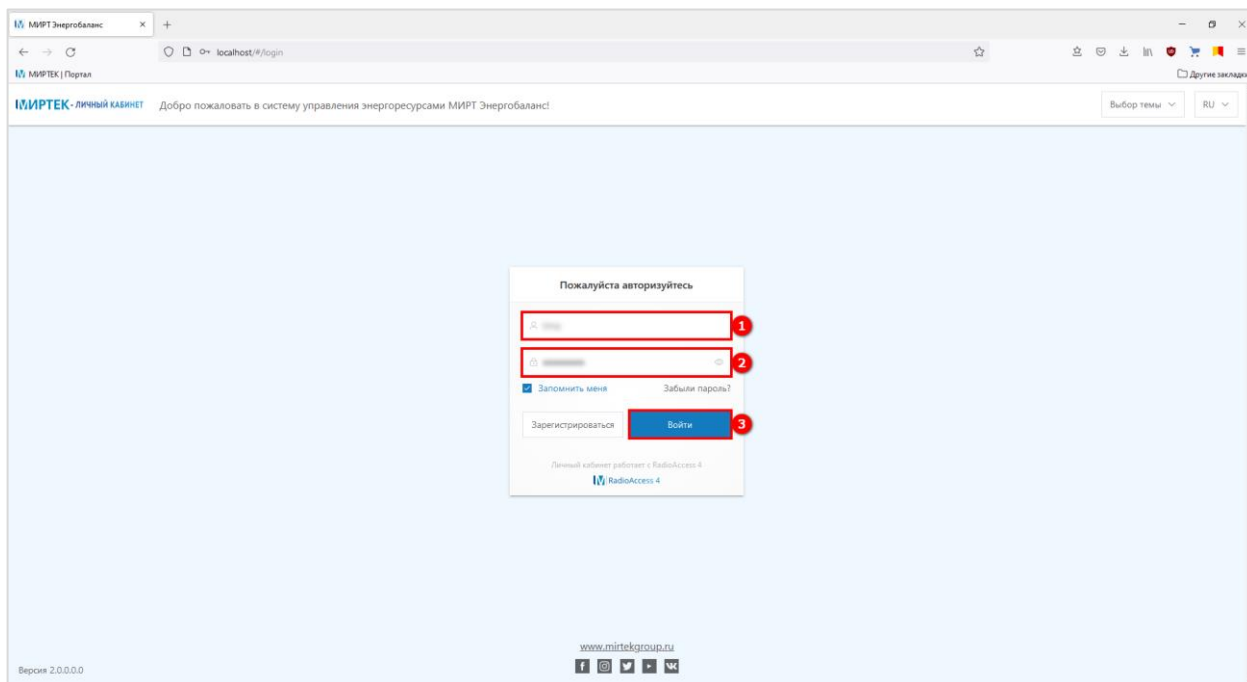 МИРТ Энергобаланс
localhost/#/login
МИРТЕК | Портал
Другие закладки
МИРТЕК - ЛИЧНЫЙ КАБИНЕТ Добро пожаловать в систему управления энергоресурсами МИРТ Энергобаланс! Выбор темы RU
Пожалуйста авторизуйтесь
1
2
Запомнить меня Забыли пароль?
Зарегистрироваться Войти 3
Личный кабинет работает с RadioAccess 4
RadioAccess 4
www.mirtekgroup.ru
Версия 2.0.0.0.0